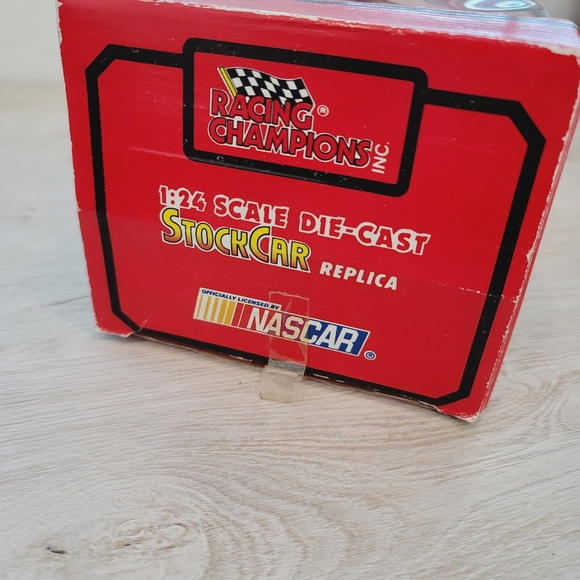 RACING
CHAMPIONS®
INC.
1:24 SCALE DIE-CAST
STOCKCAR REPLICA
OFFICIALLY LICENSED BY
NASCAR®